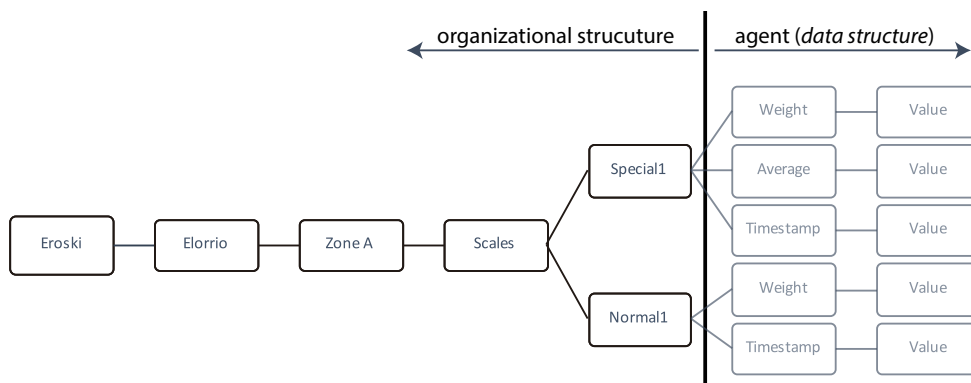 organizational strucuture
agent (data structure)
Weight
Value
Special1
Average
Value
Timestamp
Value
Eroski
Elorrio
Zone A
Scales
Weight
Value
Normal1
Timestamp
Value